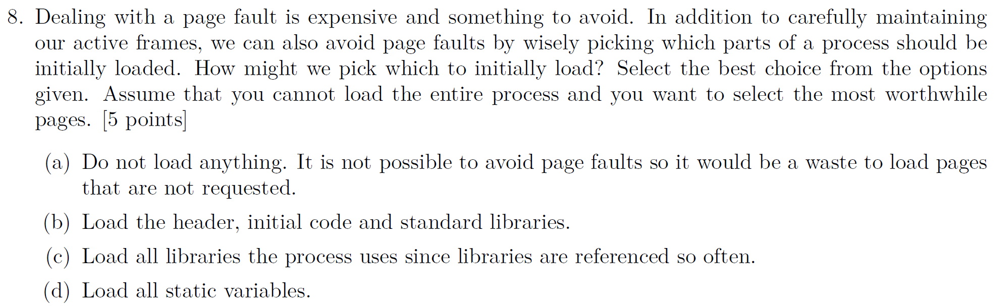 8. Dealing with a page fault is expensive and something to avoid. In addition to carefully maintaining
our active frames, we can also avoid page faults by wisely picking which parts of a process should be
initially loaded. How might we pick which to initially load? Select the best choice from the options
given. Assume that you cannot load the entire process and you want to select the most worthwhile
pages. [5 points]
(a) Do not load anything. It is not possible to avoid page faults so it would be a waste to load pages
that are not requested.
(b) Load the header, initial code and standard libraries.
(c) Load all libraries the process uses since libraries are referenced so often.
(d) Load all static variables.